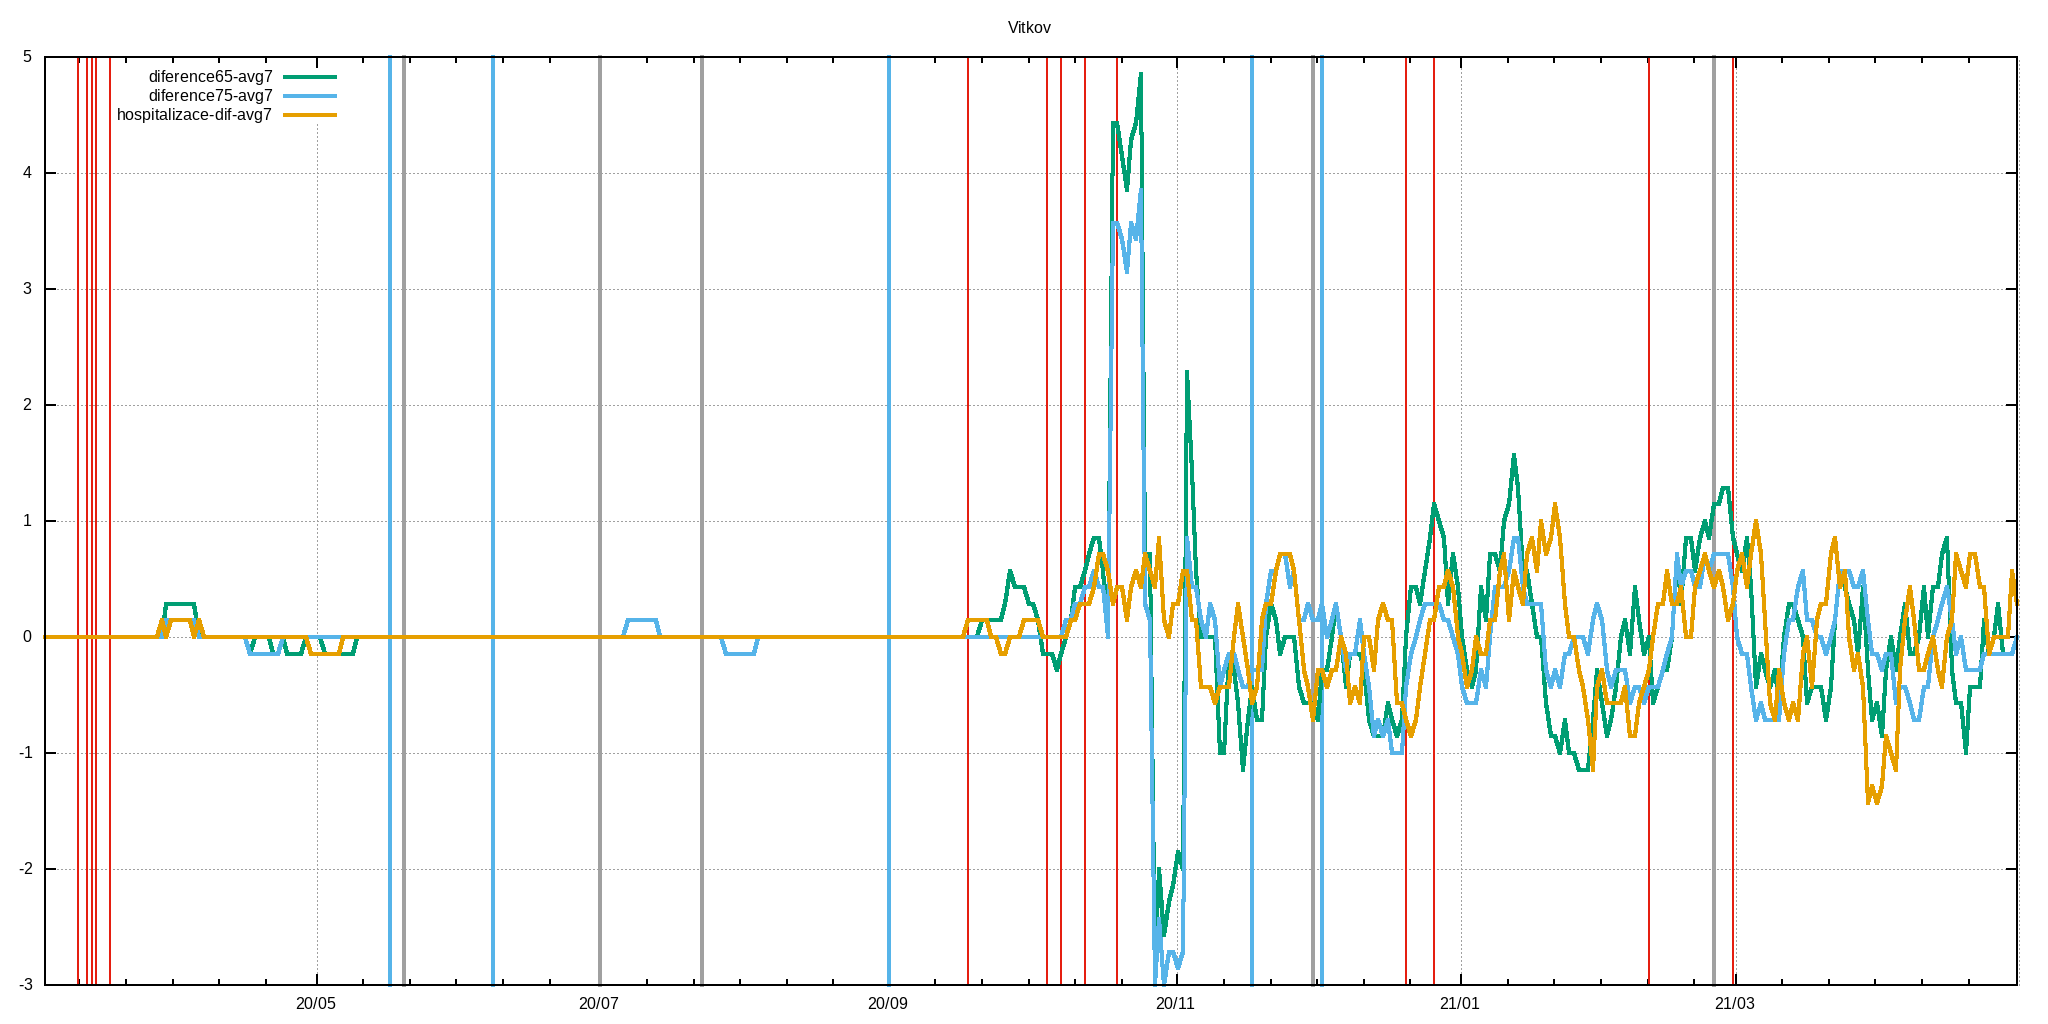 Vitkov
5
diference65-avg7
diference75-avg7
hospitalizace-dif-avg7
4
3
2
1
0
-1
-2
-3
20/05 20/07 20/09 20/11 21/01 21/03